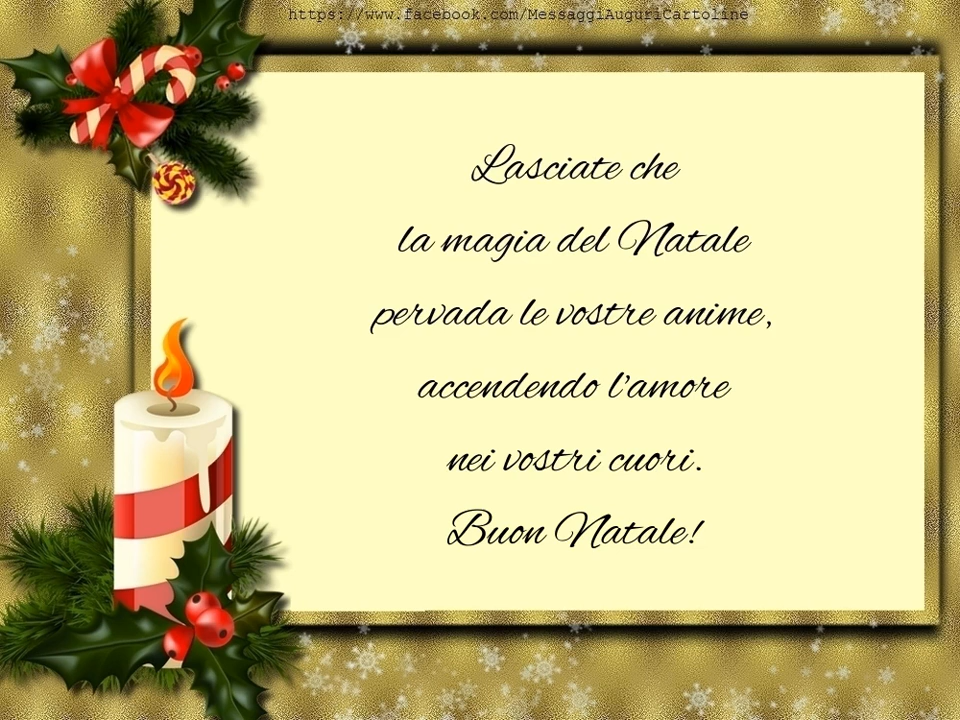 https://www.facebook.com/MessaggiAuguriCartoline
Lasciate che
la magia del Natale
pervada le vostre anime,
accendendo l'amore
nei vostri cuori.
Buon Natale!